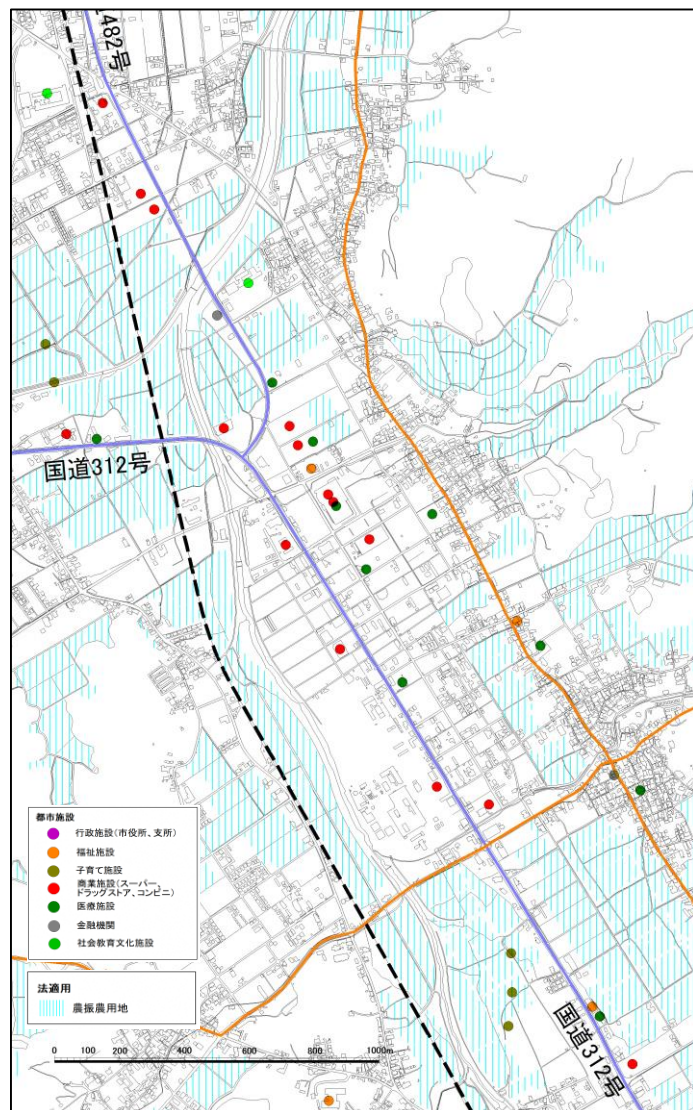 482号
国道312号
都市施設
行政施設(市役所、支所)
福祉施設
子育て施設
商業施設(スーパー、
ドラッグストア、コンビニ)
医療施設
金融機関
社会教育文化施設
法適用
農振農用地
0 100 200 400 600 800 1000m
国道312号